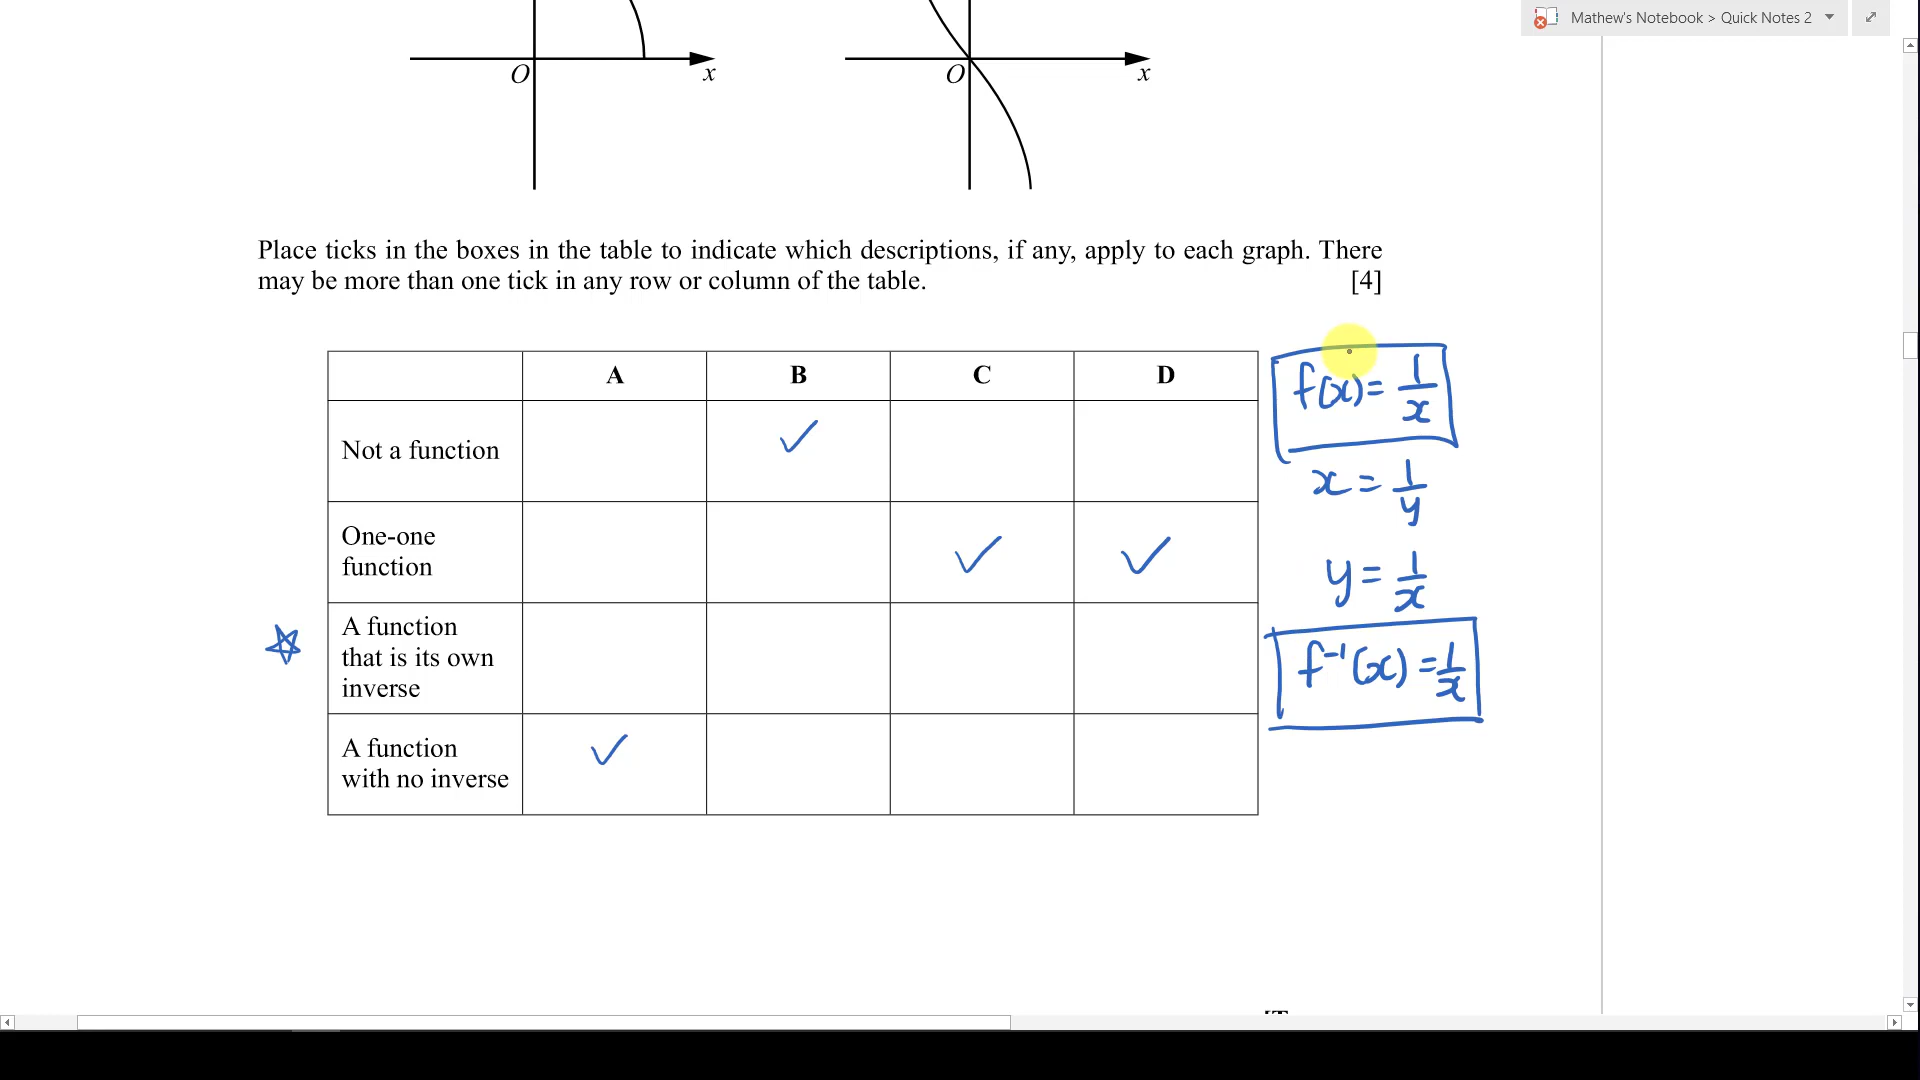 Mathew's Notebook > Quick Notes 2
O x O x
Place ticks in the boxes in the table to indicate which descriptions, if any, apply to each graph. There
may be more than one tick in any row or column of the table. [4]
A B C D
Not a function ✓
One-one
function ✓ ✓
A function
that is its own
inverse
A function
with no inverse ✓
f(x) = 1/x
x = 1/y
y = 1/x
f⁻¹(x) = 1/x